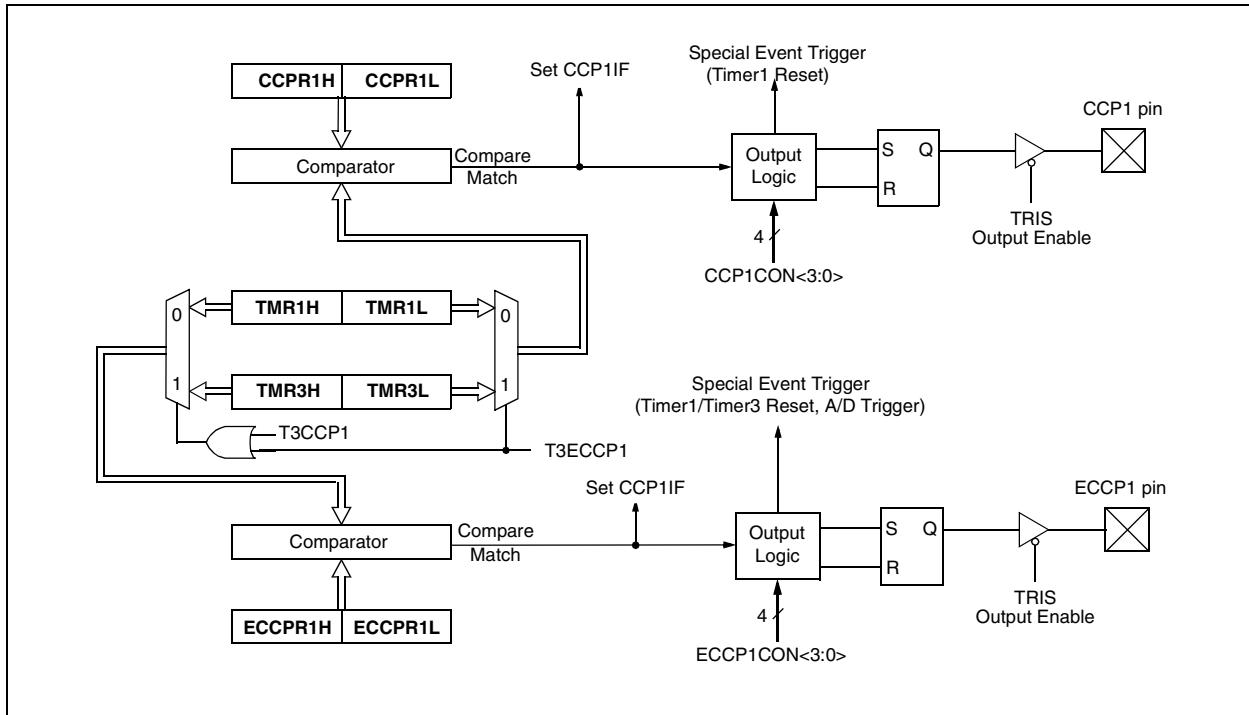 CCPR1H CCPR1L
Set CCP1IF
Special Event Trigger
(Timer1 Reset)
CCP1 pin
Comparator
Compare
Match
Output
Logic
S Q
R
TRIS
Output Enable
4
CCP1CON<3:0>
0
TMR1H TMR1L
0
1
TMR3H TMR3L
1
T3CCP1
T3ECCP1
Special Event Trigger
(Timer1/Timer3 Reset, A/D Trigger)
Set CCP1IF
ECCP1 pin
Comparator
Compare
Match
Output
Logic
S Q
R
TRIS
Output Enable
4
ECCP1CON<3:0>
ECCPR1H ECCPR1L